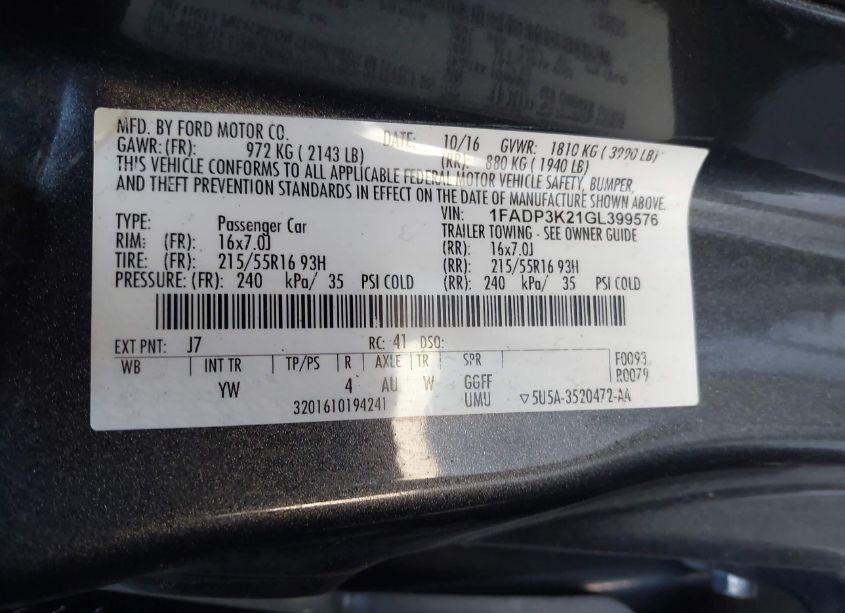 MFD. BY FORD MOTOR CO. DATE: 10/16 GVWR: 1810 KG ( 3990 LB)
GAWR: (FR): 972 KG ( 2143 LB) (RR): 880 KG ( 1940 LB)
THIS VEHICLE CONFORMS TO ALL APPLICABLE FEDERAL MOTOR VEHICLE SAFETY, BUMPER,
AND THEFT PREVENTION STANDARDS IN EFFECT ON THE DATE OF MANUFACTURE SHOWN ABOVE.
VIN: 1FADP3K21GL399576
TYPE: Passenger Car TRAILER TOWING - SEE OWNER GUIDE
RIM: (FR): 16x7.0J (RR): 16x7.0J
TIRE: (FR): 215/55R16 93H (RR): 215/55R16 93H
PRESSURE: (FR): 240 kPa/ 35 PSI COLD (RR): 240 kPa/ 35 PSI COLD
EXT PNT: J7 RC: 41 DSO:
WB INT TR TP/PS R AXLE TR SPR F0093
YW 4 AU W GGFF R0079
3201610194241 UMU ▽5U5A-3520472-AA